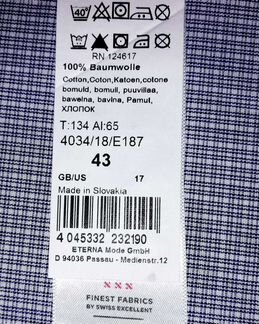 40°
RN 124617
100% Baumwolle
Cotton,Coton,Katoen,cotone
bomuld, bomull, puuvillaa,
bawełna, bavlna, Pamut,
ХЛОПОК
T:134 Al:65
4034/18/E187
43
GB/US 17
Made in Slovakia
4 045332 232190
ETERNA Mode GmbH
D 94036 Passau - Medienstr.12
XXX
FINEST FABRICS
BY SWISS EXCELLENT